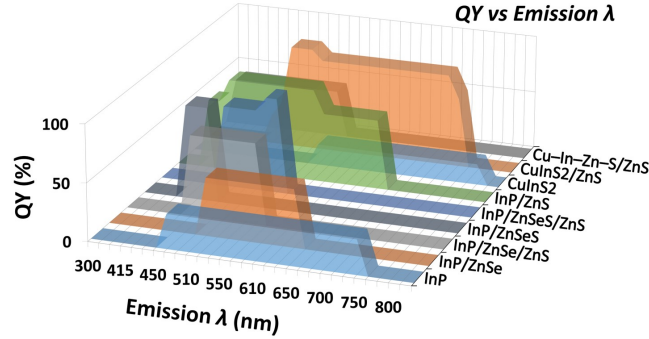 QY vs Emission λ
QY (%)
100
50
0
300 415 450 510 550 610 650 700 750 800
Emission λ (nm)
Cu–In–Zn–S/ZnS
CuInS2/ZnS
CuInS2
InP/ZnS
InP/ZnSeS/ZnS
InP/ZnSeS
InP/ZnSe/ZnS
InP/ZnSe
InP